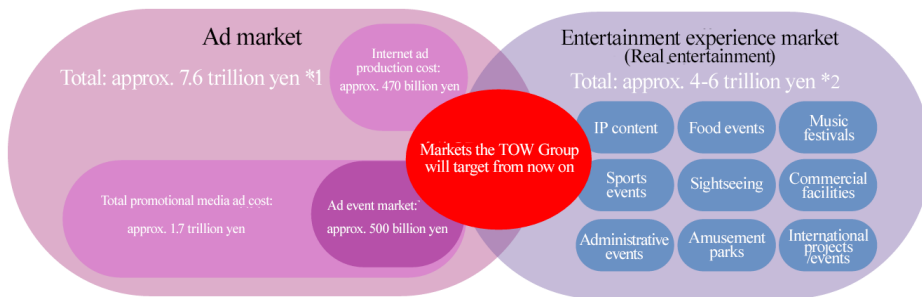 Ad market
Total: approx. 7.6 trillion yen *1
Internet ad
production cost:
approx. 470 billion yen
Total promotional media ad cost:
approx. 1.7 trillion yen
Ad event market:
approx. 500 billion yen
Markets the TOW Group
will target from now on
Entertainment experience market
(Real entertainment)
Total: approx. 4-6 trillion yen *2
IP content
Food events
Music
festivals
Sports
events
Sightseeing
Commercial
facilities
Administrative
events
Amusement
parks
International
projects
/events